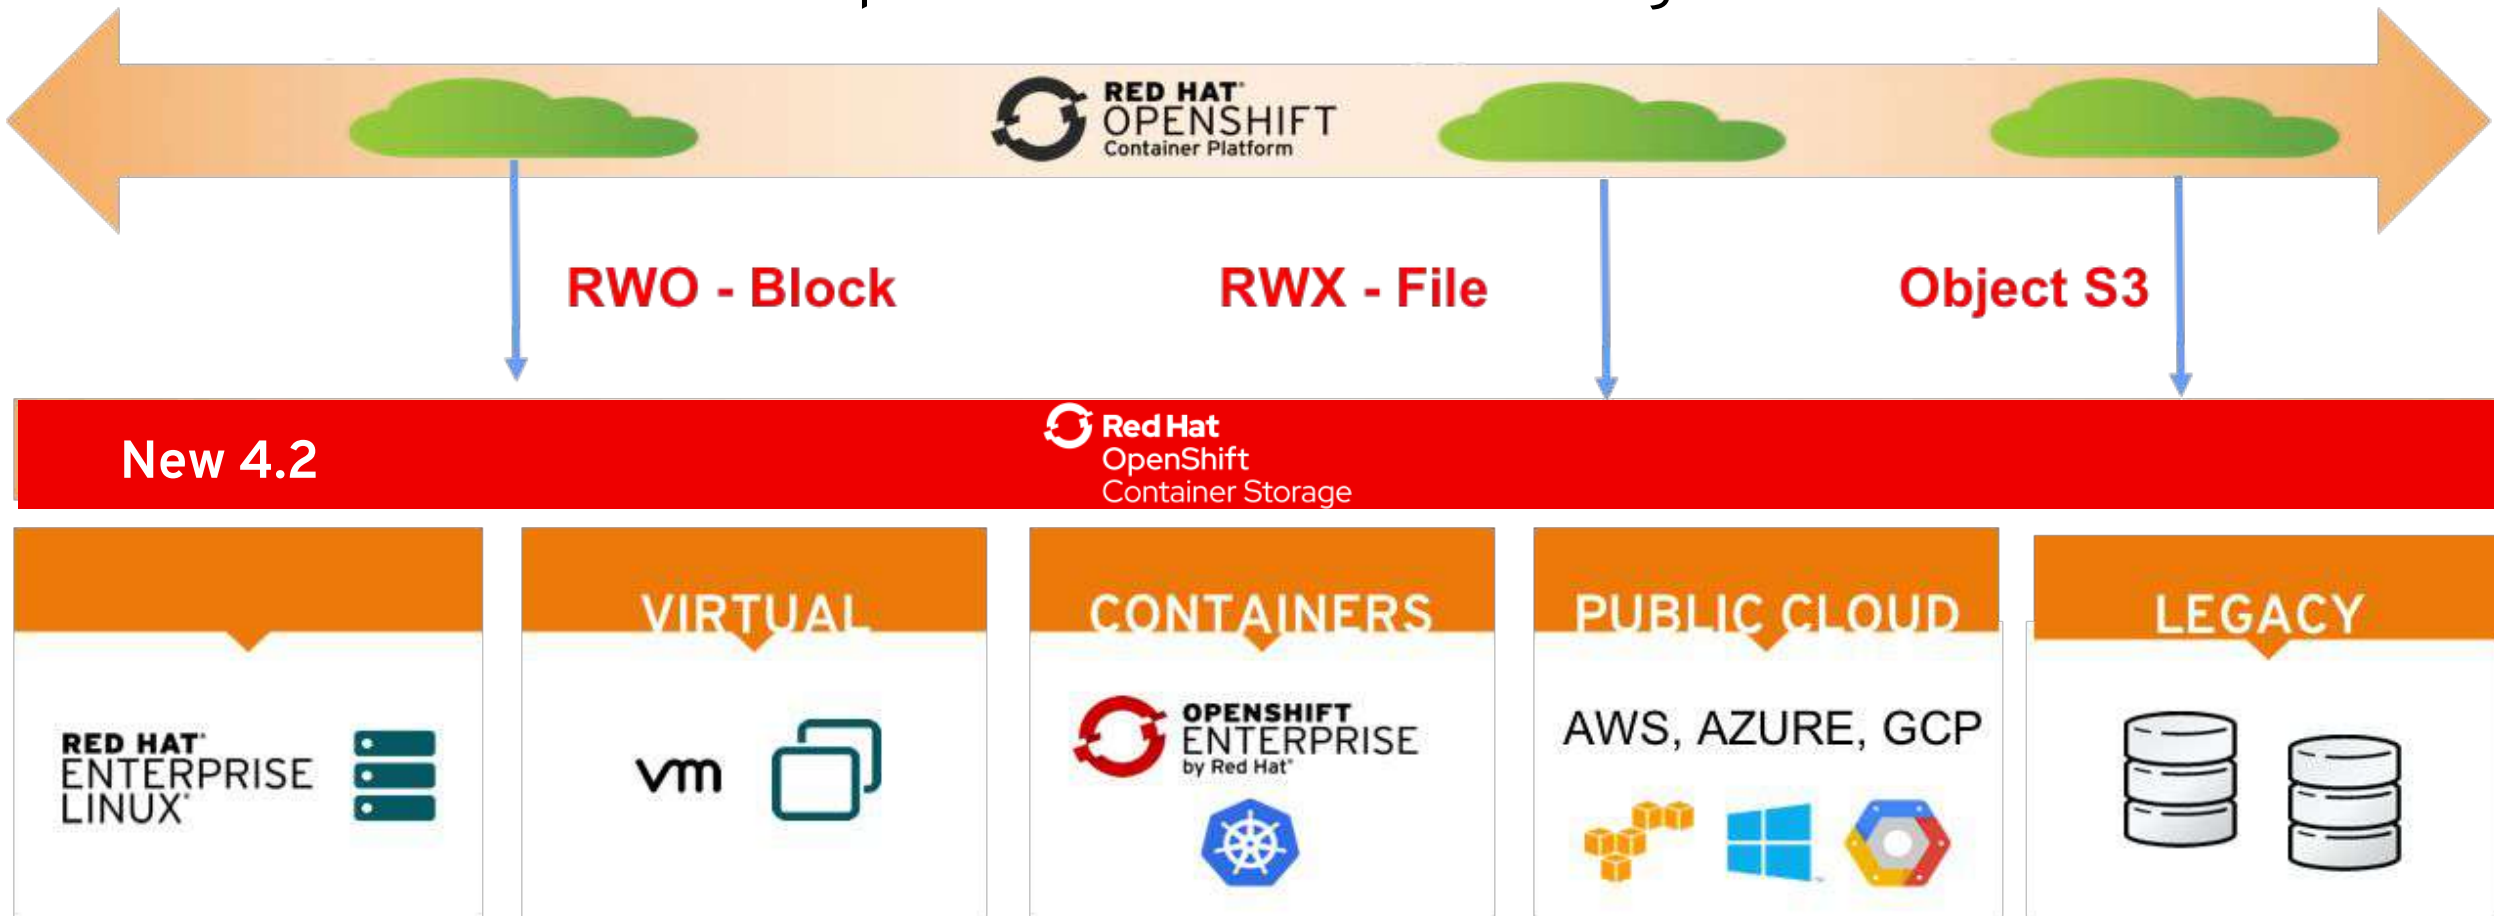 RED HAT
OPENSHIFT
Container Platform
RWO - Block
RWX - File
Object S3
New 4.2
Red Hat
OpenShift
Container Storage
VIRTUAL
CONTAINERS
PUBLIC CLOUD
LEGACY
RED HAT
ENTERPRISE
LINUX
vm
OPENSHIFT
ENTERPRISE
by Red Hat
AWS, AZURE, GCP